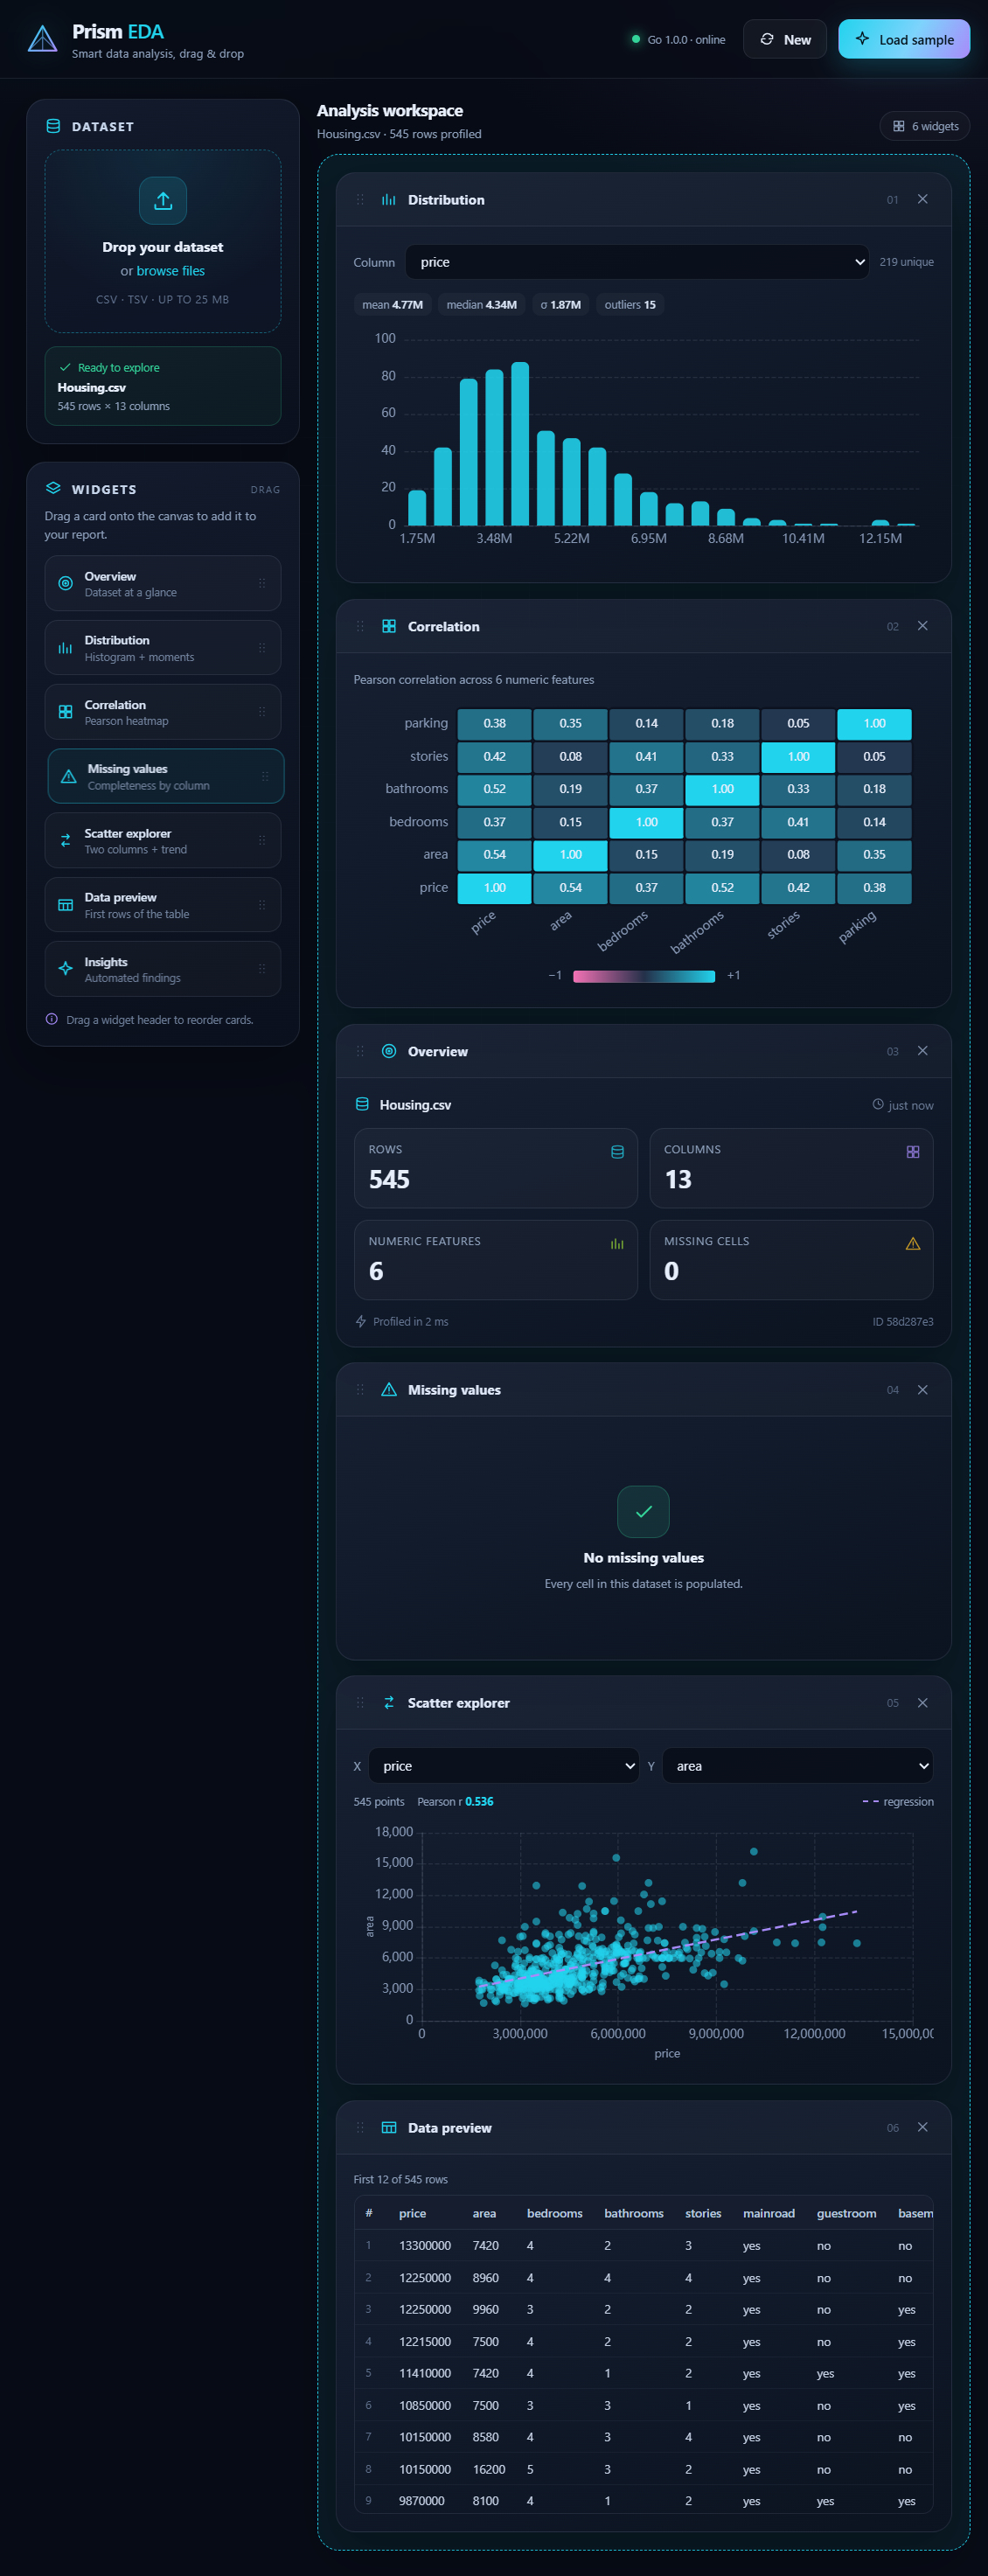 Prism EDA
Smart data analysis, drag & drop
Go 1.0.0 · online
New
Load sample
DATASET
Drop your dataset
or browse files
CSV · TSV · UP TO 25 MB
Ready to explore
Housing.csv
545 rows × 13 columns
WIDGETS
DRAG
Drag a card onto the canvas to add it to
your report.
Overview
Dataset at a glance
Distribution
Histogram + moments
Correlation
Pearson heatmap
Missing values
Completeness by column
Scatter explorer
Two columns + trend
Data preview
First rows of the table
Insights
Automated findings
Drag a widget header to reorder cards.
Analysis workspace
Housing.csv · 545 rows profiled
6 widgets
Distribution 01
Column price 219 unique
mean 4.77M median 4.34M σ 1.87M outliers 15
100
80
60
40
20
0
1.75M 3.48M 5.22M 6.95M 8.68M 10.41M 12.15M
Correlation 02
Pearson correlation across 6 numeric features
parking 0.38 0.35 0.14 0.18 0.05 1.00
stories 0.42 0.08 0.41 0.33 1.00 0.05
bathrooms 0.52 0.19 0.37 1.00 0.33 0.18
bedrooms 0.37 0.15 1.00 0.37 0.41 0.14
area 0.54 1.00 0.15 0.19 0.08 0.35
price 1.00 0.54 0.37 0.52 0.42 0.38
price area bedrooms bathrooms stories parking
−1 +1
Overview 03
Housing.csv just now
ROWS
545
COLUMNS
13
NUMERIC FEATURES
6
MISSING CELLS
0
Profiled in 2 ms ID 58d287e3
Missing values 04
No missing values
Every cell in this dataset is populated.
Scatter explorer 05
X price Y area
545 points Pearson r 0.536 regression
18,000
15,000
12,000
9,000
6,000
3,000
0
area
0 3,000,000 6,000,000 9,000,000 12,000,000 15,000,0
price
Data preview 06
First 12 of 545 rows
# price area bedrooms bathrooms stories mainroad guestroom basem
1 13300000 7420 4 2 3 yes no no
2 12250000 8960 4 4 4 yes no no
3 12250000 9960 3 2 2 yes no yes
4 12215000 7500 4 2 2 yes no yes
5 11410000 7420 4 1 2 yes yes yes
6 10850000 7500 3 3 1 yes no yes
7 10150000 8580 4 3 4 yes no no
8 10150000 16200 5 3 2 yes no no
9 9870000 8100 4 1 2 yes yes yes